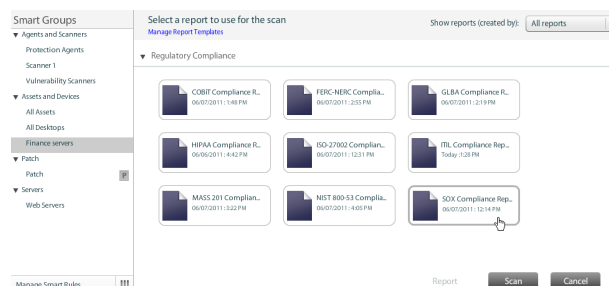 Smart Groups
Agents and Scanners
Protection Agents
Scanner 1
Vulnerability Scanners
Assets and Devices
All Assets
All Desktops
Finance servers
Patch
Patch
P
Servers
Web Servers
Manage Smart Rules
Select a report to use for the scan
Manage Report Templates
Show reports (created by):
All reports
Regulatory Compliance
COBiT Compliance R...
06/07/2011 : 1:48 PM
FERC-NERC Complia...
06/07/2011 : 2:55 PM
GLBA Compliance R...
06/07/2011 : 2:19 PM
HIPAA Compliance R...
06/06/2011 : 4:42 PM
ISO-27002 Complian...
06/07/2011 : 12:31 PM
ITIL Compliance Rep...
Today :1:28 PM
MASS 201 Complian...
06/07/2011 : 3:22 PM
NIST 800-53 Complia...
06/07/2011 : 4:05 PM
SOX Compliance Rep...
06/07/2011 : 12:14 PM
Report
Scan
Cancel